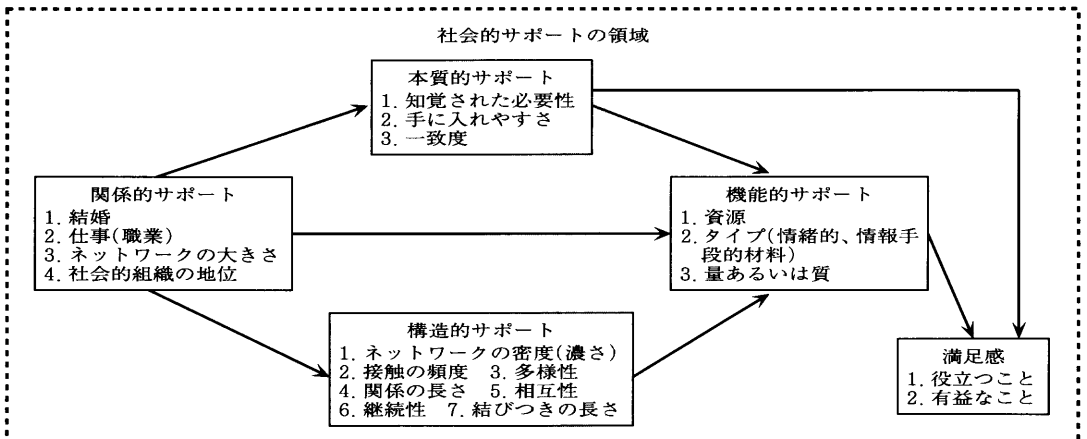 社会的サポートの領域
本質的サポート
1. 知覚された必要性
2. 手に入れやすさ
3. 一致度
関係的サポート
1. 結婚
2. 仕事(職業)
3. ネットワークの大きさ
4. 社会的組織の地位
機能的サポート
1. 資源
2. タイプ(情緒的、情報手
段的材料)
3. 量あるいは質
構造的サポート
1. ネットワークの密度(濃さ)
2. 接触の頻度 3. 多様性
4. 関係の長さ 5. 相互性
6. 継続性 7. 結びつきの長さ
満足感
1. 役立つこと
2. 有益なこと